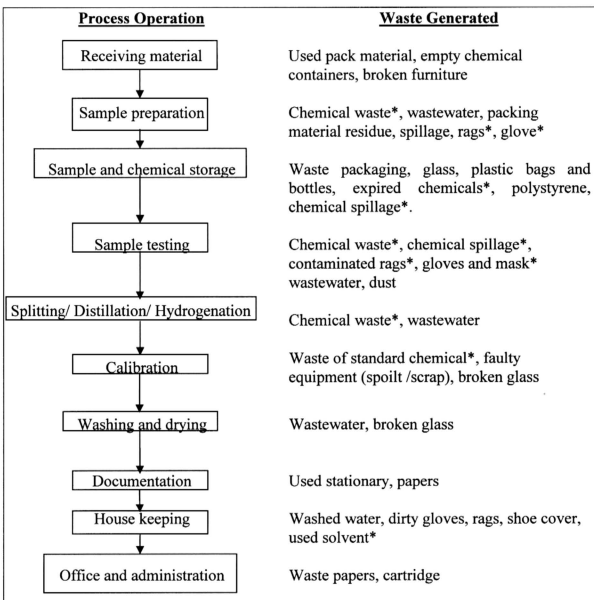 Process Operation Waste Generated
Receiving material Used pack material, empty chemical
containers, broken furniture
Sample preparation Chemical waste*, wastewater, packing
material residue, spillage, rags*, glove*
Sample and chemical storage Waste packaging, glass, plastic bags and
bottles, expired chemicals*, polystyrene,
chemical spillage*.
Sample testing Chemical waste*, chemical spillage*,
contaminated rags*, gloves and mask*
wastewater, dust
Splitting/ Distillation/ Hydrogenation
Chemical waste*, wastewater
Calibration Waste of standard chemical*, faulty
equipment (spoilt /scrap), broken glass
Washing and drying Wastewater, broken glass
Documentation Used stationary, papers
House keeping Washed water, dirty gloves, rags, shoe cover,
used solvent*
Office and administration Waste papers, cartridge